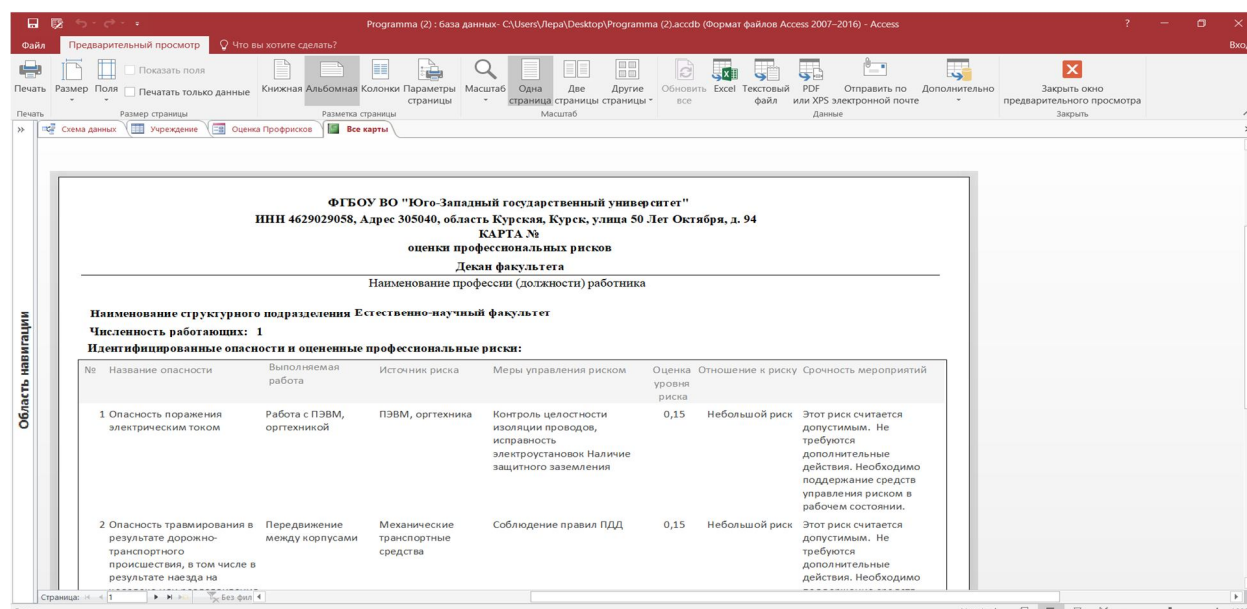 Programma (2) : база данных- C:\Users\Лера\Desktop\Programma (2).accdb (Формат файлов Access 2007–2016) - Access
?
Файл
Предварительный просмотр
Что вы хотите сделать?
Показать поля
Печатать только данные
Печать
Размер
Поля
Книжная
Альбомная
Колонки
Параметры
страницы
Масштаб
Одна
страница
Две
страницы
Другие
страницы
Обновить
все
Excel
Текстовый
файл
PDF
или XPS
Отправить по
электронной почте
Дополнительно
Закрыть окно
предварительного просмотра
Печать
Размер страницы
Разметка страницы
Масштаб
Данные
Закрыть
Схема данных
Учреждение
Оценка Профрисков
Все карты
Область навигации
ФГБОУ ВО "Юго-Западный государственный университет"
ИНН 4629029058, Адрес 305040, область Курская, Курск, улица 50 Лет Октября, д. 94
КАРТА №
оценки профессиональных рисков
Декан факультета
Наименование профессии (должности) работника
Наименование структурного подразделения Естественно-научный факультет
Численность работающих: 1
Идентифицированные опасности и оцененные профессиональные риски:
№
Название опасности
Выполняемая
работа
Источник риска
Меры управления риском
Оценка
уровня
риска
Отношение к риску
Срочность мероприятий
1
Опасность поражения
электрическим током
Работа с ПЭВМ,
оргтехникой
ПЭВМ, оргтехника
Контроль целостности
изоляции проводов,
исправность
электроустановок Наличие
защитного заземления
0,15
Небольшой риск
Этот риск считается
допустимым. Не
требуются
дополнительные
действия. Необходимо
поддержание средств
управления риском в
рабочем состоянии.
2
Опасность травмирования в
результате дорожно-
транспортного
происшествия, в том числе в
результате наезда на
Передвижение
между корпусами
Механические
транспортные
средства
Соблюдение правил ПДД
0,15
Небольшой риск
Этот риск считается
допустимым. Не
требуются
дополнительные
действия. Необходимо
Страница:
1
Без фил